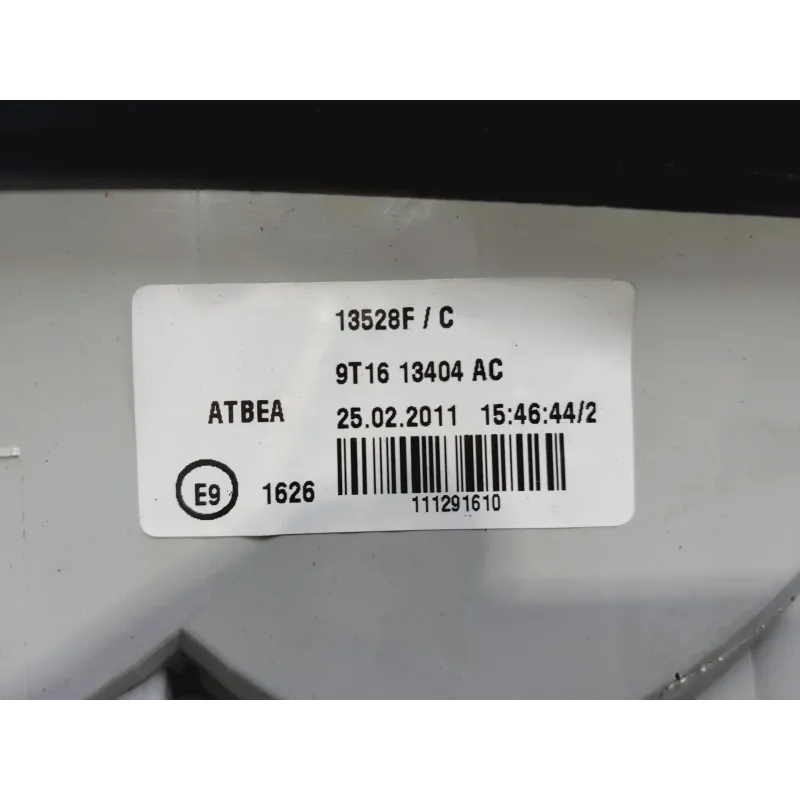 13528F / C
9T16 13404 AC
ATBEA 25.02.2011 15:46:44/2
E9 1626
111291610